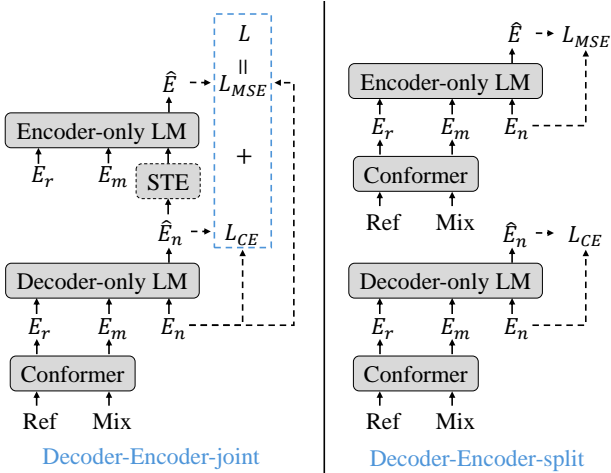 L
=
Ê → L_MSE
Encoder-only LM
E_r E_m
+
STE
Ê_n L_CE
Decoder-only LM
E_r E_m E_n
Conformer
Ref Mix
Decoder-Encoder-joint
Ê L_MSE
Encoder-only LM
E_r E_m E_n
Conformer
Ref Mix
Ê_n L_CE
Decoder-only LM
E_r E_m E_n
Conformer
Ref Mix
Decoder-Encoder-split